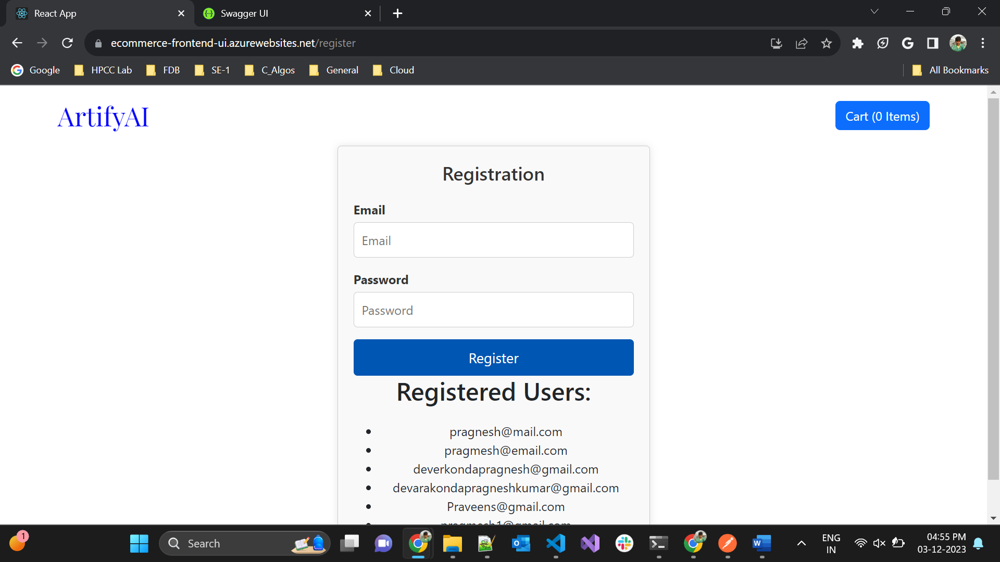 React App
Swagger UI
ecommerce-frontend-ui.azurewebsites.net/register
Google
HPCC Lab
FDB
SE-1
C_Algos
General
Cloud
All Bookmarks
ArtifyAI
Cart (0 Items)
Registration
Email
Email
Password
Password
Register
Registered Users:
pragnesh@mail.com
pragmesh@email.com
deverkondapragnesh@gmail.com
devarakondapragneshkumar@gmail.com
Praveens@gmail.com
pragmesh1@gmail.com
1
Search
ENG
IN
04:55 PM
03-12-2023